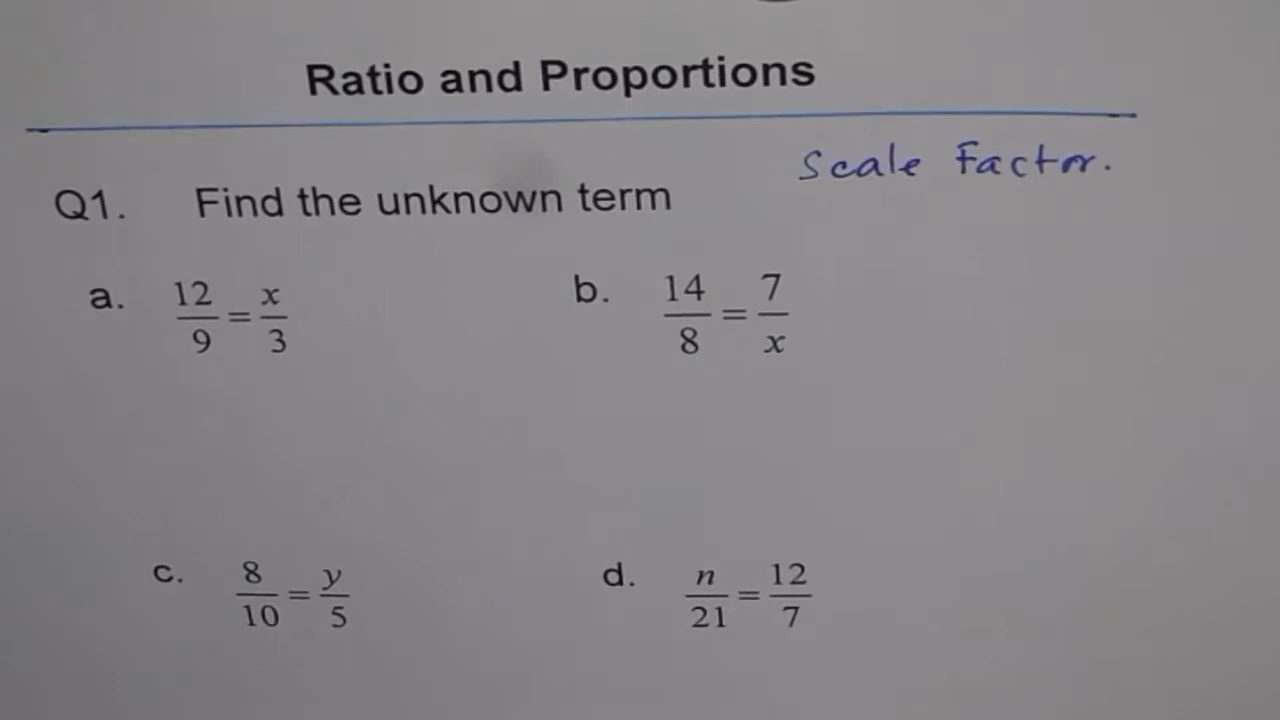 Ratio and Proportions
Scale Factor.
Q1. Find the unknown term
a. 12/9 = x/3
b. 14/8 = 7/x
c. 8/10 = y/5
d. n/21 = 12/7